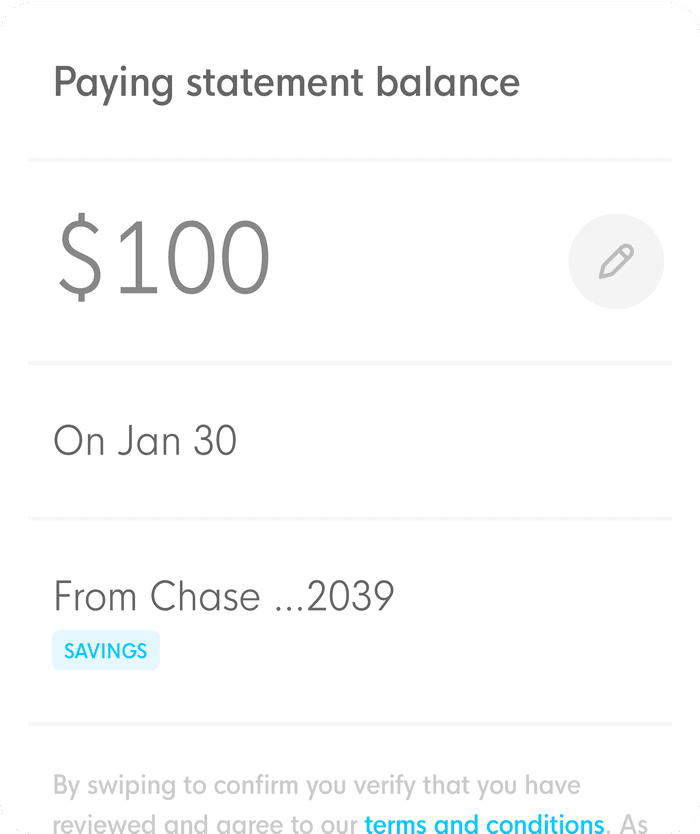 Paying statement balance
$100
On Jan 30
From Chase ...2039
SAVINGS
By swiping to confirm you verify that you have
reviewed and agree to our terms and conditions. As